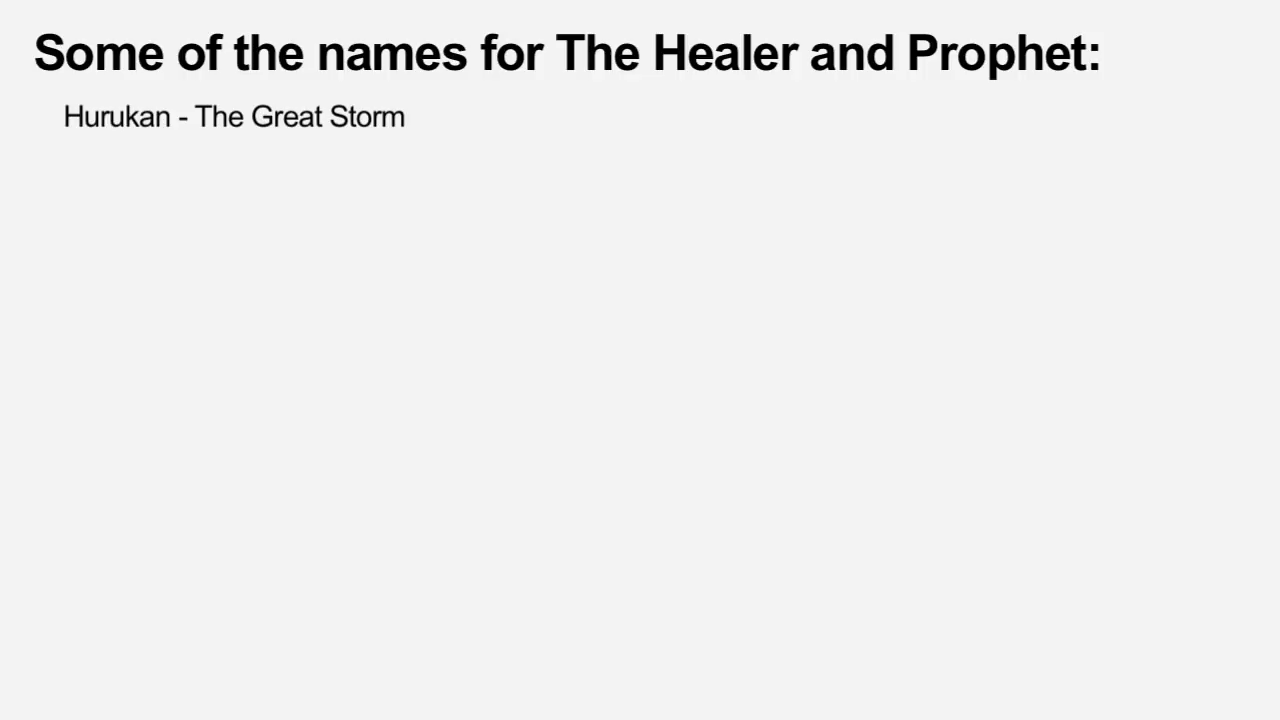 Some of the names for The Healer and Prophet:
Hurukan - The Great Storm